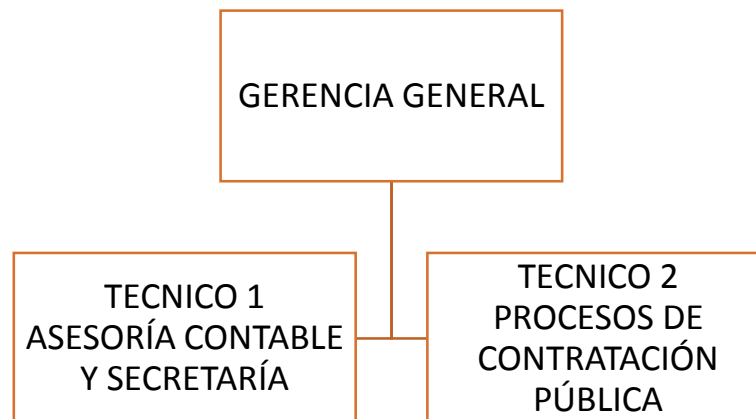 GERENCIA GENERAL
TECNICO 1
ASESORÍA CONTABLE
Y SECRETARÍA
TECNICO 2
PROCESOS DE
CONTRATACIÓN
PÚBLICA